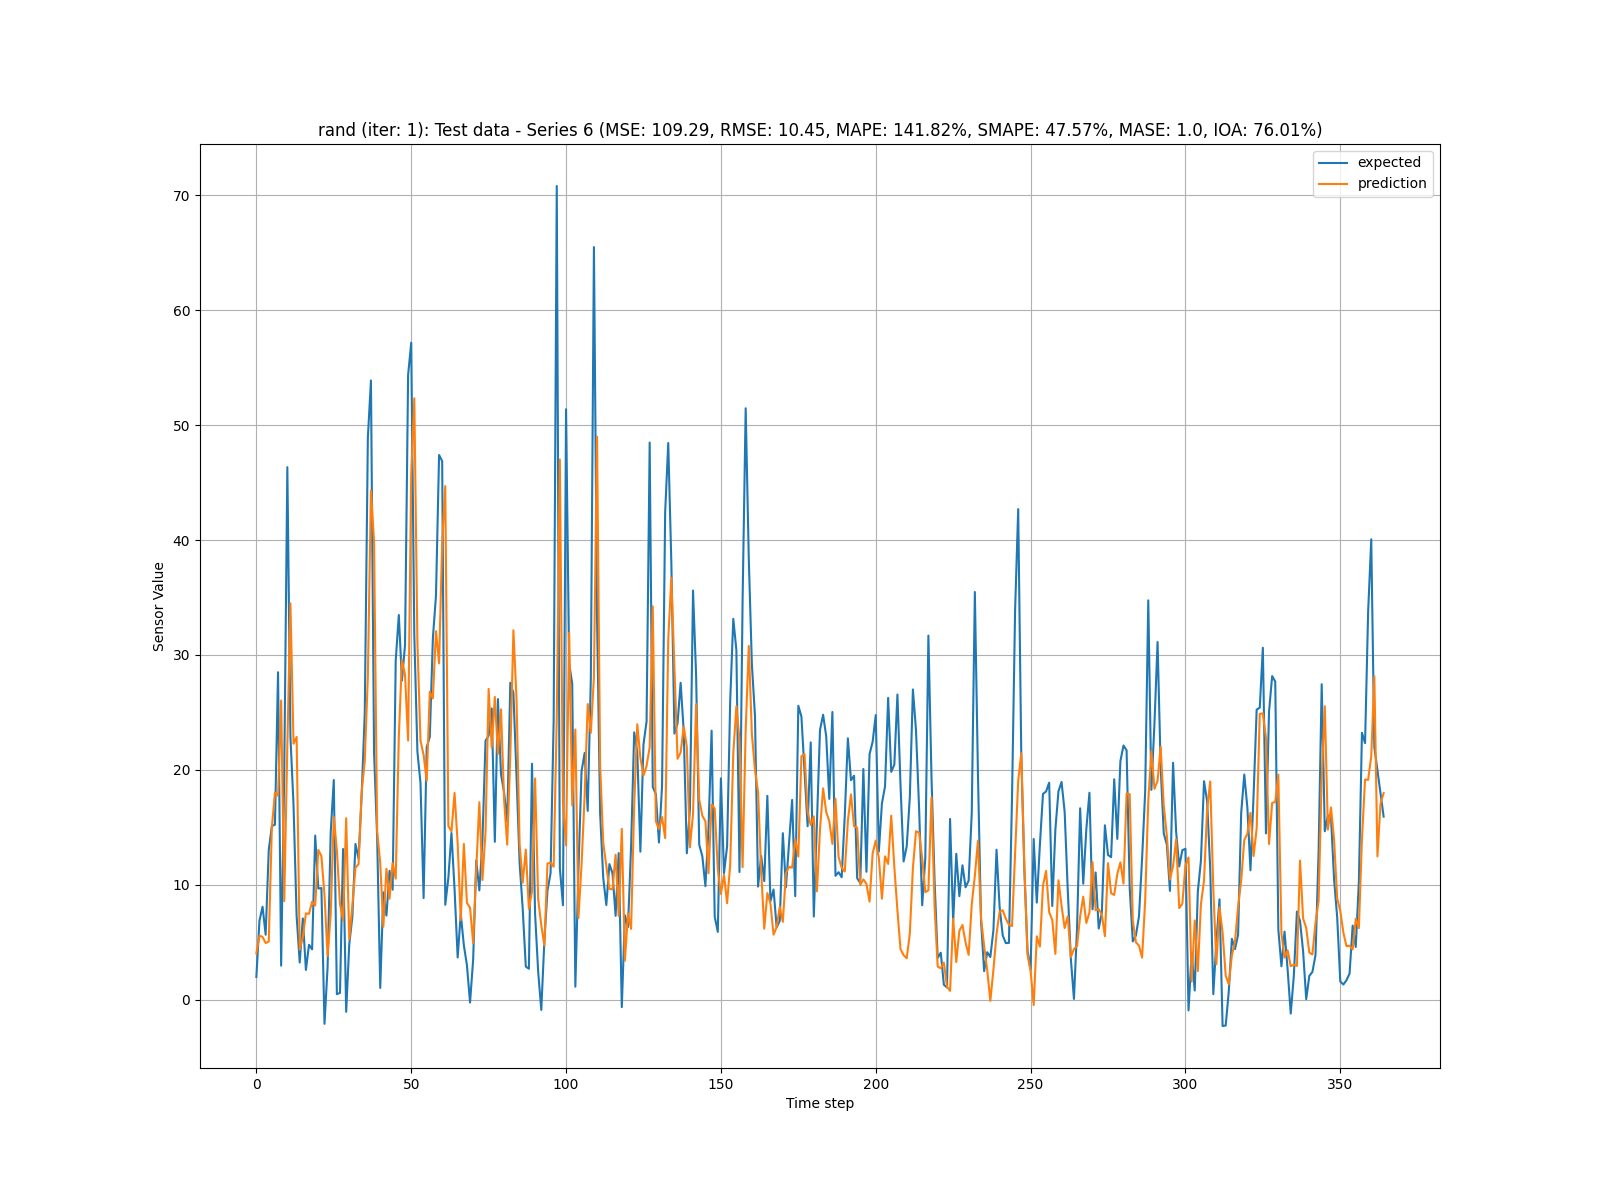 rand (iter: 1): Test data - Series 6 (MSE: 109.29, RMSE: 10.45, MAPE: 141.82%, SMAPE: 47.57%, MASE: 1.0, IOA: 76.01%)
expected
prediction
70
60
50
40
30
20
10
0
Sensor Value
0 50 100 150 200 250 300 350
Time step